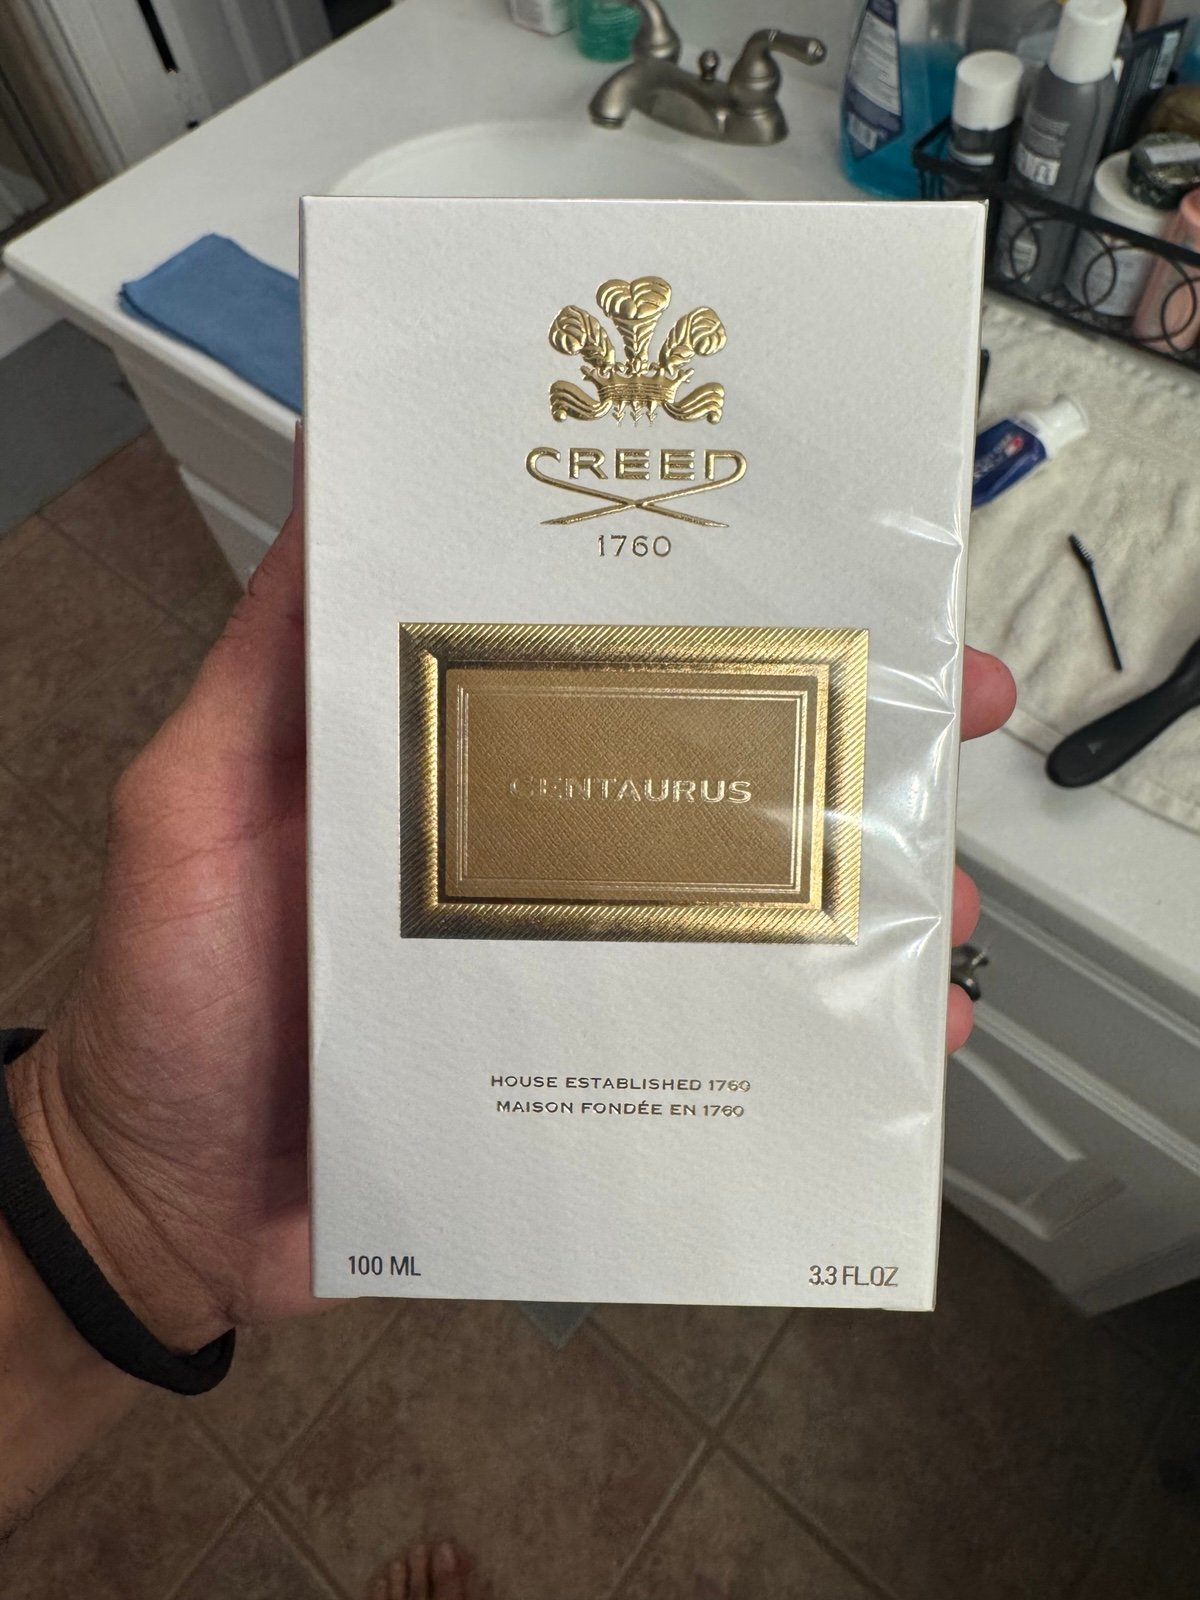 CREED
1760
CENTAURUS
HOUSE ESTABLISHED 1760
MAISON FONDÉE EN 1760
100 ML
3.3 FL.OZ